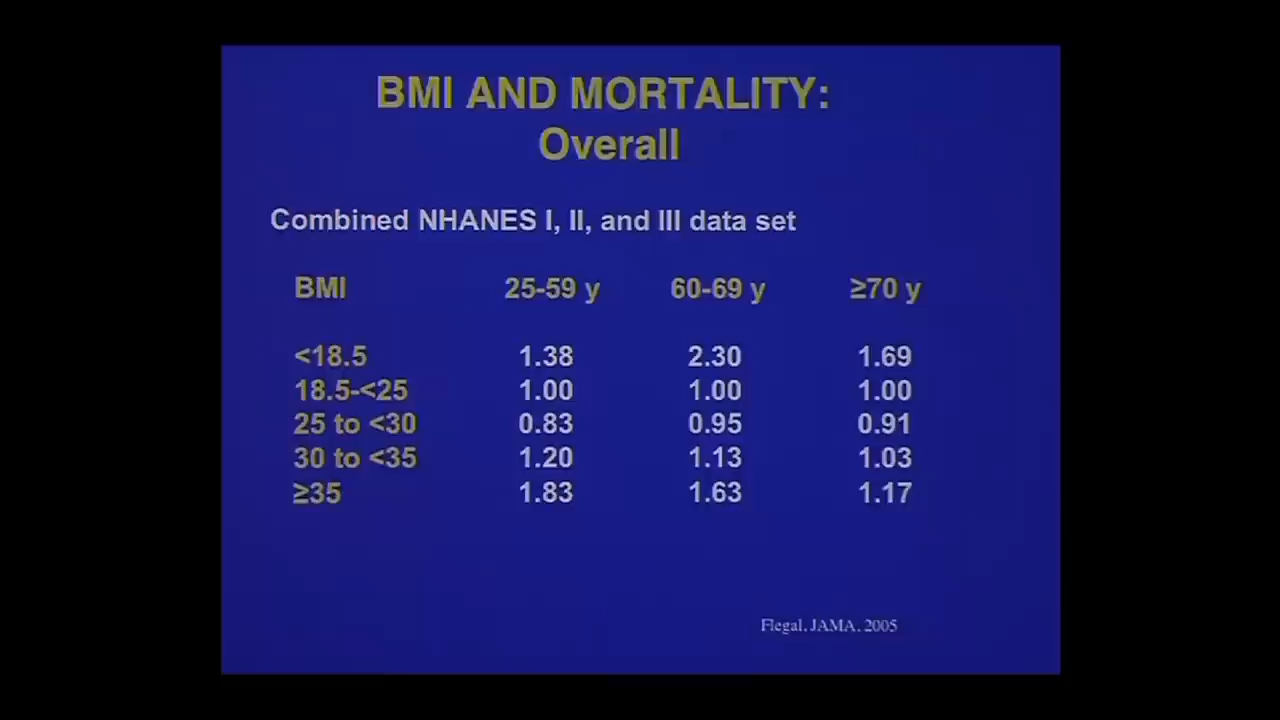 BMI AND MORTALITY:
Overall
Combined NHANES I, II, and III data set
BMI 25-59 y 60-69 y ≥70 y
<18.5 1.38 2.30 1.69
18.5-<25 1.00 1.00 1.00
25 to <30 0.83 0.95 0.91
30 to <35 1.20 1.13 1.03
≥35 1.83 1.63 1.17
Flegal, JAMA, 2005